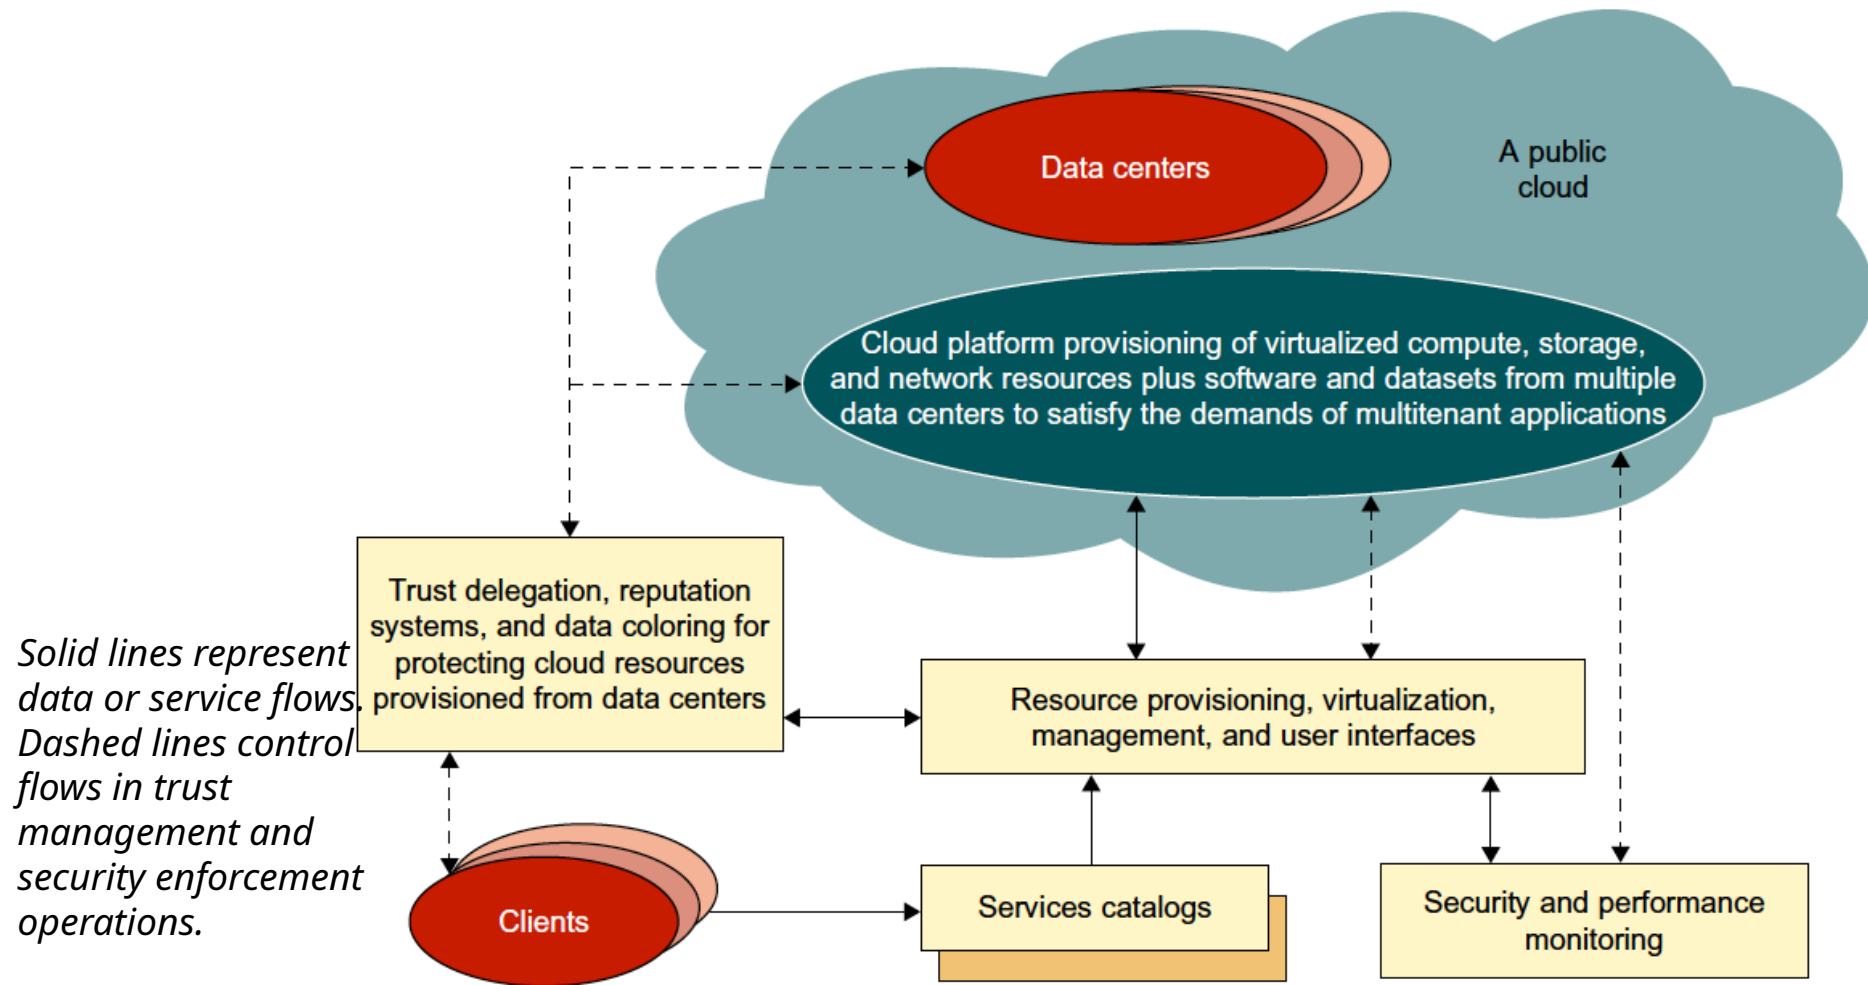 Data centers
A public
cloud
Cloud platform provisioning of virtualized compute, storage,
and network resources plus software and datasets from multiple
data centers to satisfy the demands of multitenant applications
Trust delegation, reputation
systems, and data coloring for
protecting cloud resources
provisioned from data centers
Solid lines represent
data or service flows.
Dashed lines control
flows in trust
management and
security enforcement
operations.
Resource provisioning, virtualization,
management, and user interfaces
Clients
Services catalogs
Security and performance
monitoring